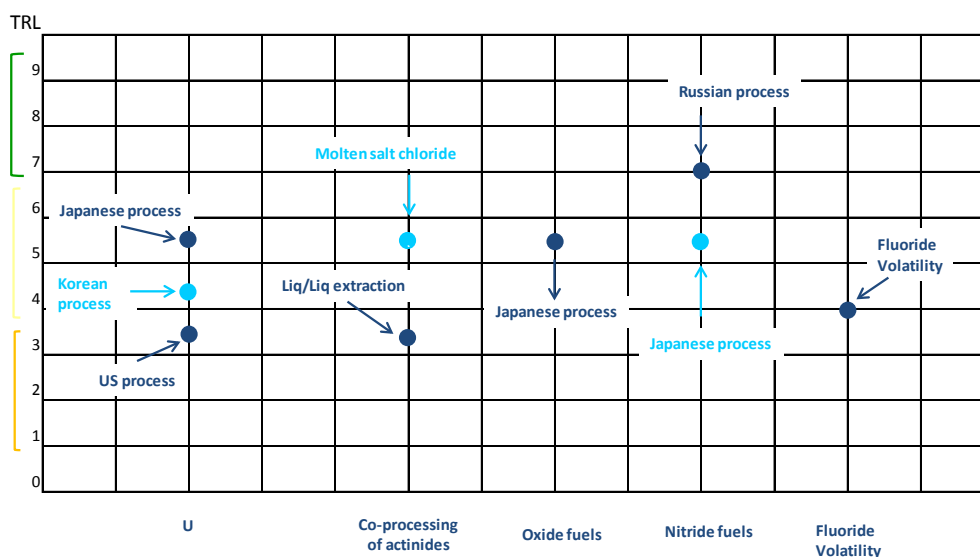 TRL
9
8
7
6
5
4
3
2
1
0
Russian process
Molten salt chloride
Japanese process
Korean
process
US process
Liq/Liq extraction
Japanese process
Japanese process
Fluoride
Volatility
U
Co-processing
of actinides
Oxide fuels
Nitride fuels
Fluoride
Volatility